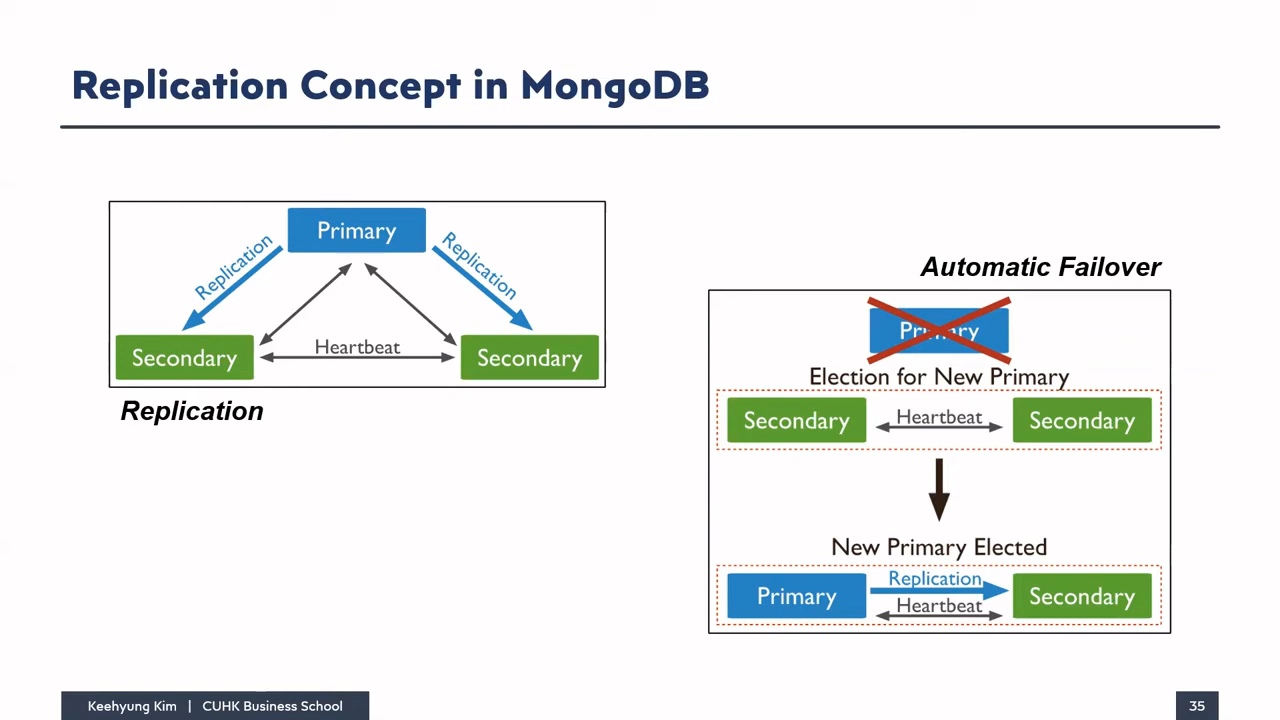 Replication Concept in MongoDB
Primary
Replication
Replication
Secondary
Heartbeat
Secondary
Replication
Automatic Failover
Primary
Election for New Primary
Secondary
Heartbeat
Secondary
New Primary Elected
Primary
Replication
Heartbeat
Secondary
Keehyung Kim | CUHK Business School
35